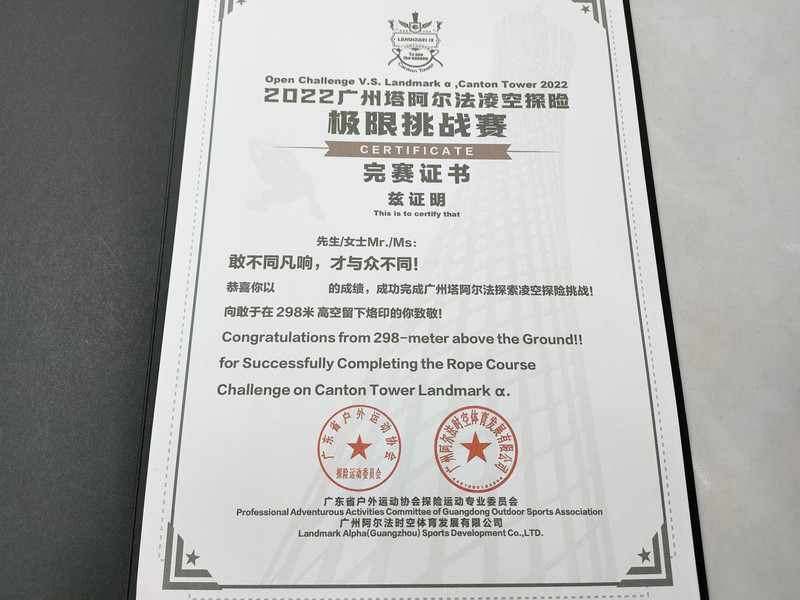 LANDMARK α
To see
the unseen
Canton Tower
Open Challenge V.S. Landmark α ,Canton Tower 2022
2022广州塔阿尔法凌空探险
极限挑战赛
CERTIFICATE
完赛证书
兹证明
This is to certify that
先生/女士Mr./Ms:
敢不同凡响，才与众不同！
恭喜你以 的成绩，成功完成广州塔阿尔法探索凌空探险挑战！
向敢于在298米 高空留下烙印的你致敬！
Congratulations from 298-meter above the Ground!!
for Successfully Completing the Rope Course
Challenge on Canton Tower Landmark α.
广东省户外运动协会
探险运动委员会
广州阿尔法时空体育发展有限公司
广东省户外运动协会探险运动专业委员会
Professional Adventurous Activities Committee of Guangdong Outdoor Sports Association
广州阿尔法时空体育发展有限公司
Landmark Alpha(Guangzhou) Sports Development Co.,LTD.